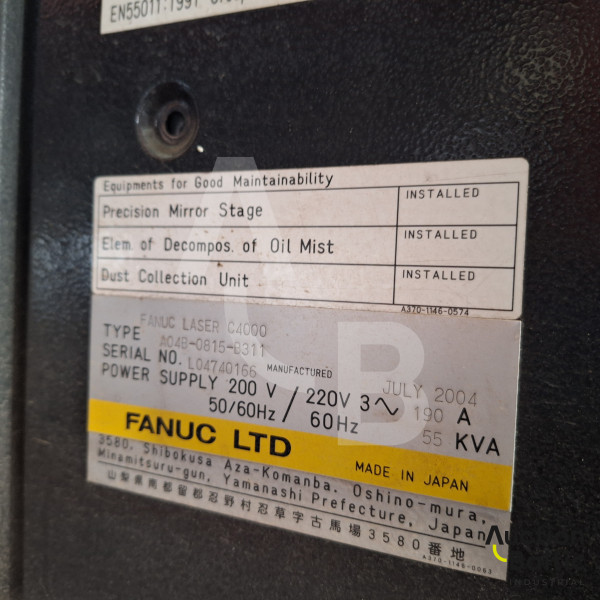 EN55011:1991
Equipments for Good Maintainability
Precision Mirror Stage INSTALLED
Elem. of Decompos. of Oil Mist INSTALLED
Dust Collection Unit INSTALLED
A370-1146-0574
FANUC LASER C4000
TYPE A04B-0815-B311
SERIAL NO. L04740166 MANUFACTURED JULY 2004
POWER SUPPLY 200 V / 220V 3~ 190 A
50/60Hz 60Hz 55 KVA
FANUC LTD MADE IN JAPAN
3580, Shibokusa Aza-Komanba, Oshino-mura,
Minamitsuru-gun, Yamanashi Prefecture, Japan
山梨県南都留郡忍野村忍草字古馬場3580番地
A370-1146-0063
INDUSTRIAL